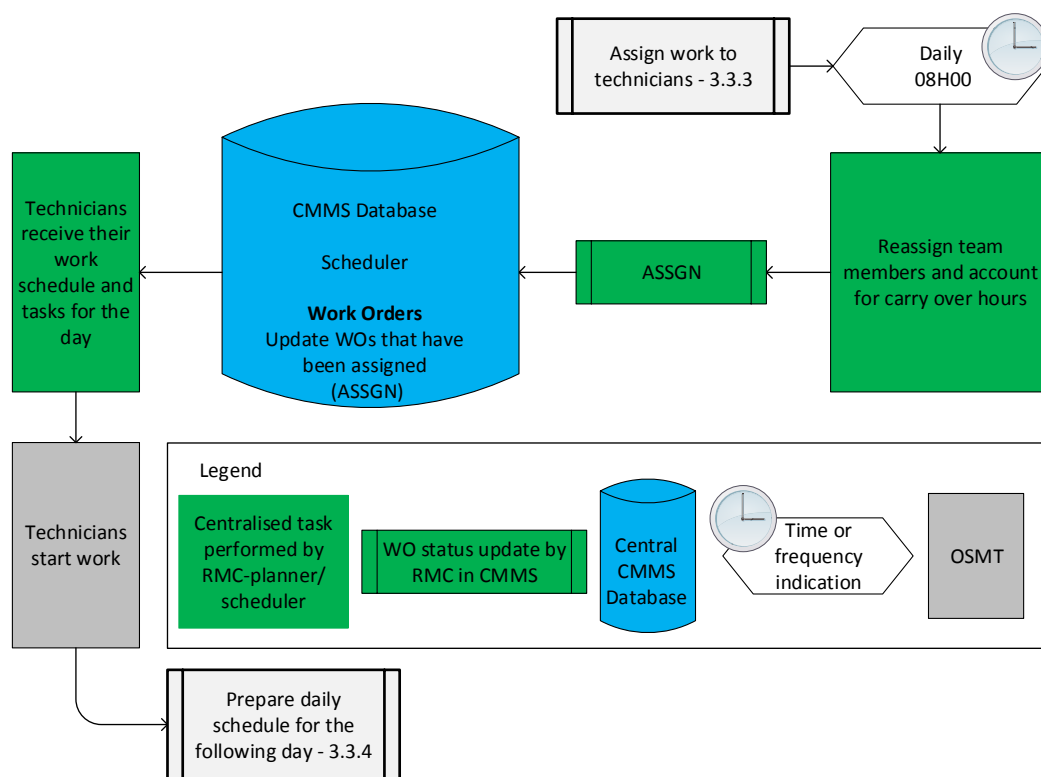 Assign work to
technicians - 3.3.3
Daily
08H00
Reassign team
members and account
for carry over hours
ASSGN
CMMS Database
Scheduler
Work Orders
Update WOs that have
been assigned
(ASSGN)
Technicians
receive their
work
schedule and
tasks for the
day
Technicians
start work
Legend
Centralised task
performed by
RMC-planner/
scheduler
WO status update by
RMC in CMMS
Central
CMMS
Database
Time or
frequency
indication
OSMT
Prepare daily
schedule for the
following day - 3.3.4